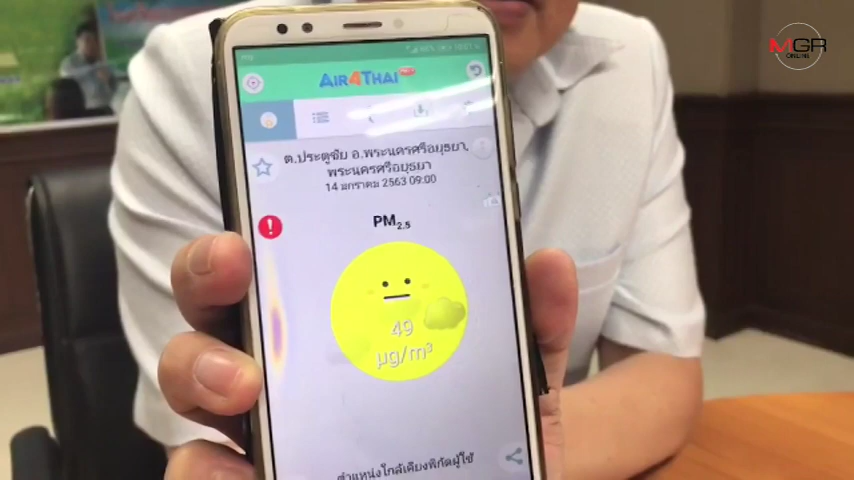 MGR
ONLINE
AIR4THAI
ต.ประตูชัย อ.พระนครศรีอยุธยา,
พระนครศรีอยุธยา
14 มกราคม 2563 09:00
!
PM2.5
49
µg/m³
ตำแหน่งใกล้เคียงพิกัดผู้ใช้